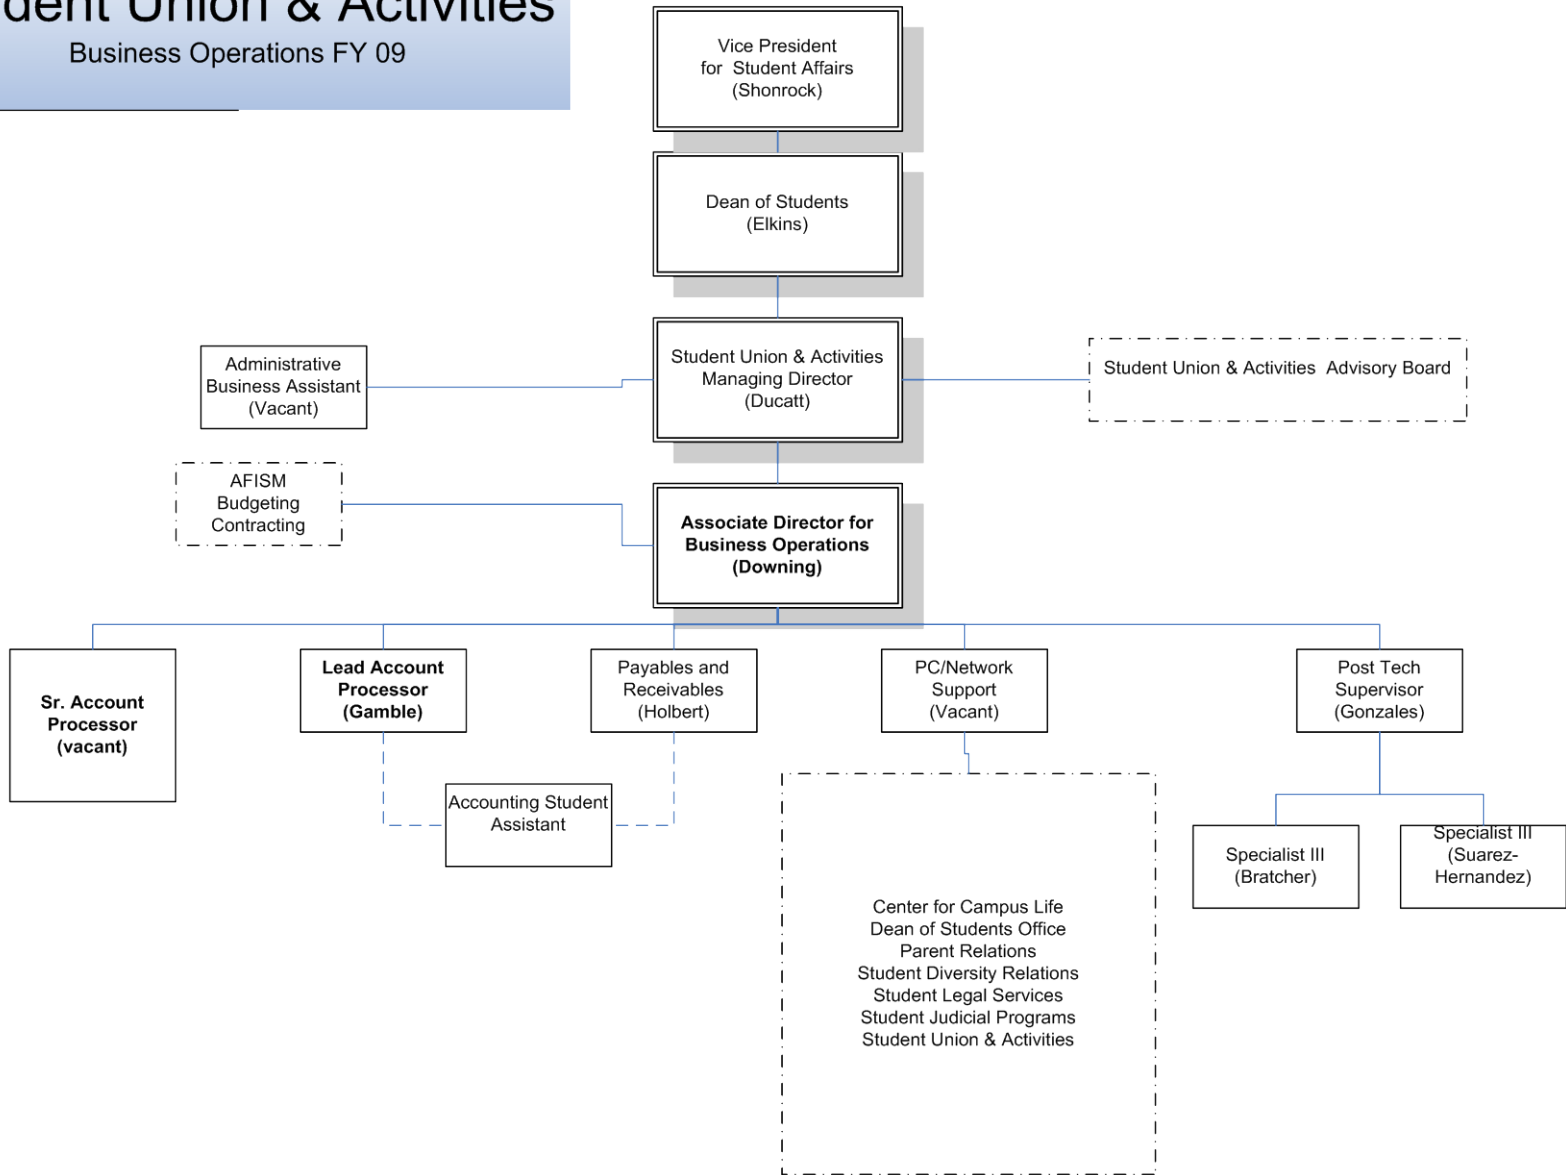 dent Union & Activities
Business Operations FY 09
Vice President
for Student Affairs
(Shonrock)
Dean of Students
(Elkins)
Student Union & Activities
Managing Director
(Ducatt)
Administrative
Business Assistant
(Vacant)
Student Union & Activities Advisory Board
AFISM
Budgeting
Contracting
Associate Director for
Business Operations
(Downing)
Sr. Account
Processor
(vacant)
Lead Account
Processor
(Gamble)
Payables and
Receivables
(Holbert)
PC/Network
Support
(Vacant)
Post Tech
Supervisor
(Gonzales)
Accounting Student
Assistant
Specialist III
(Bratcher)
Specialist III
(Suarez-
Hernandez)
Center for Campus Life
Dean of Students Office
Parent Relations
Student Diversity Relations
Student Legal Services
Student Judicial Programs
Student Union & Activities